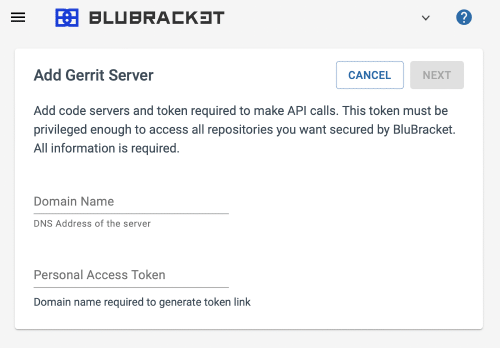 BLUBRACKET
Add Gerrit Server
CANCEL
NEXT
Add code servers and token required to make API calls. This token must be
privileged enough to access all repositories you want secured by BluBracket.
All information is required.
Domain Name
DNS Address of the server
Personal Access Token
Domain name required to generate token link